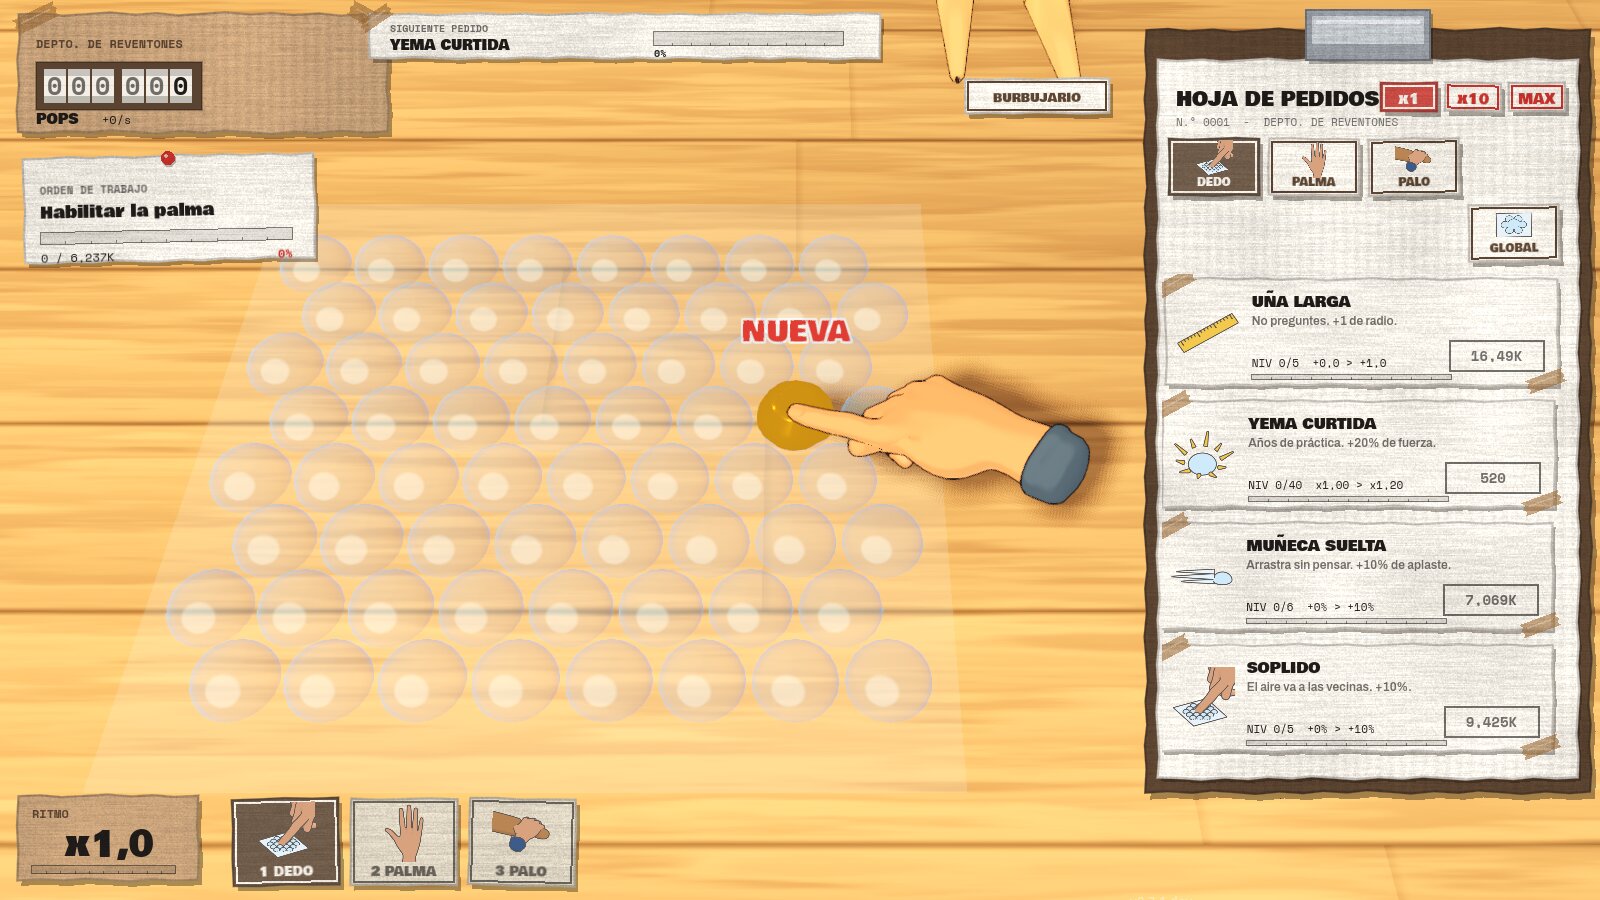 DEPTO. DE REVENTONES
000 000
POPS +0/s
SIGUIENTE PEDIDO
YEMA CURTIDA
0%
BURBUJARIO
ORDEN DE TRABAJO
Habilitar la palma
0 / 6,237K 0%
NUEVA
HOJA DE PEDIDOS x1 x10 MAX
N.° 0001 - DEPTO. DE REVENTONES
DEDO PALMA PALO
GLOBAL
UÑA LARGA
No preguntes. +1 de radio.
NIV 0/5 +0,0 > +1,0
16,49K
YEMA CURTIDA
Años de práctica. +20% de fuerza.
NIV 0/40 x1,00 > x1,20
520
MUÑECA SUELTA
Arrastra sin pensar. +10% de aplaste.
NIV 0/6 +0% > +10%
7,069K
SOPLIDO
El aire va a las vecinas. +10%.
NIV 0/5 +0% > +10%
9,425K
RITMO
x1,0
1 DEDO 2 PALMA 3 PALO